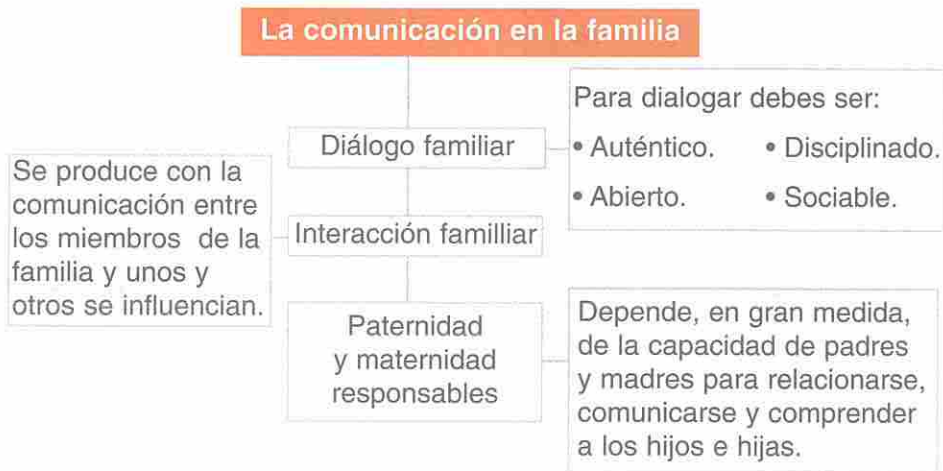 La comunicación en la familia
Diálogo familiar
Para dialogar debes ser:
• Auténtico. • Disciplinado.
• Abierto. • Sociable.
Se produce con la
comunicación entre
los miembros de la
familia y unos y
otros se influencian.
Interacción familliar
Paternidad
y maternidad
responsables
Depende, en gran medida,
de la capacidad de padres
y madres para relacionarse,
comunicarse y comprender
a los hijos e hijas.